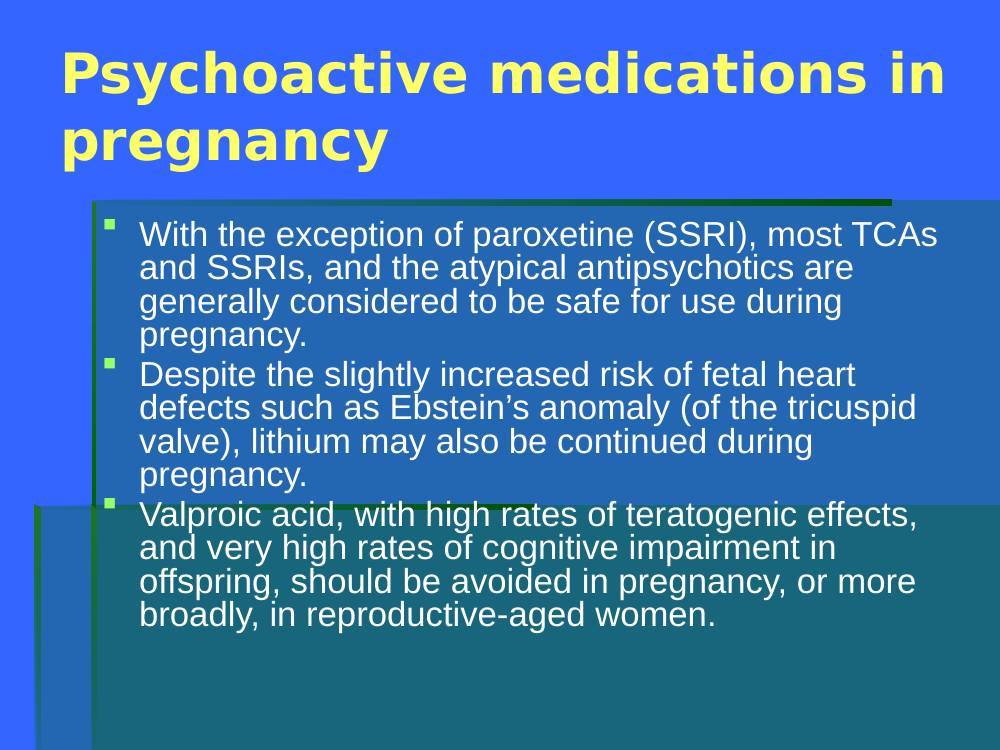 Psychoactive medications in
pregnancy
With the exception of paroxetine (SSRI), most TCAs
and SSRIs, and the atypical antipsychotics are
generally considered to be safe for use during
pregnancy.
Despite the slightly increased risk of fetal heart
defects such as Ebstein’s anomaly (of the tricuspid
valve), lithium may also be continued during
pregnancy.
Valproic acid, with high rates of teratogenic effects,
and very high rates of cognitive impairment in
offspring, should be avoided in pregnancy, or more
broadly, in reproductive-aged women.